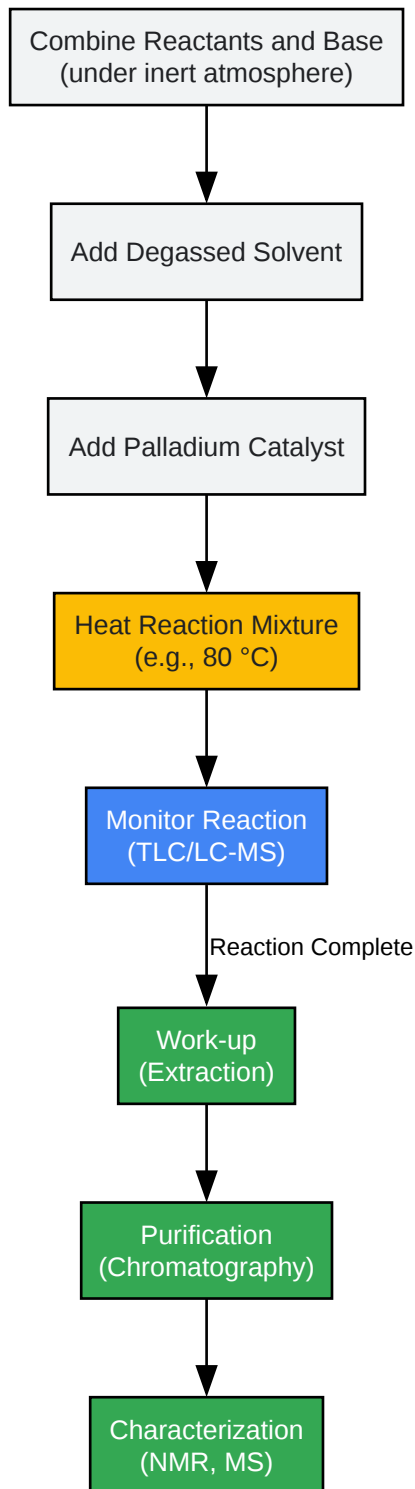 Combine Reactants and Base
(under inert atmosphere)
Add Degassed Solvent
Add Palladium Catalyst
Heat Reaction Mixture
(e.g., 80 °C)
Monitor Reaction
(TLC/LC-MS)
Reaction Complete
Work-up
(Extraction)
Purification
(Chromatography)
Characterization
(NMR, MS)